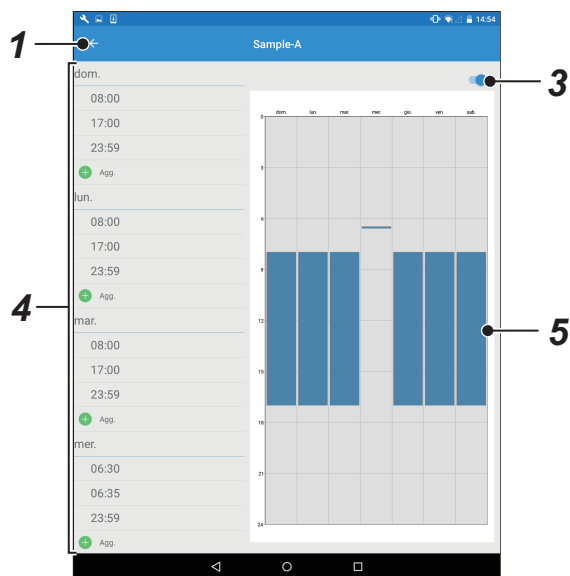 14:54
1
Sample-A
3
dom.
08:00
17:00
23:59
Agg.
lun.
08:00
17:00
23:59
Agg.
mar.
08:00
17:00
23:59
Agg.
mer.
06:30
06:35
23:59
Agg.
4
dom. lun. mar. mer. gio. ven. sab.
0
3
6
9
12
15
18
21
24
5